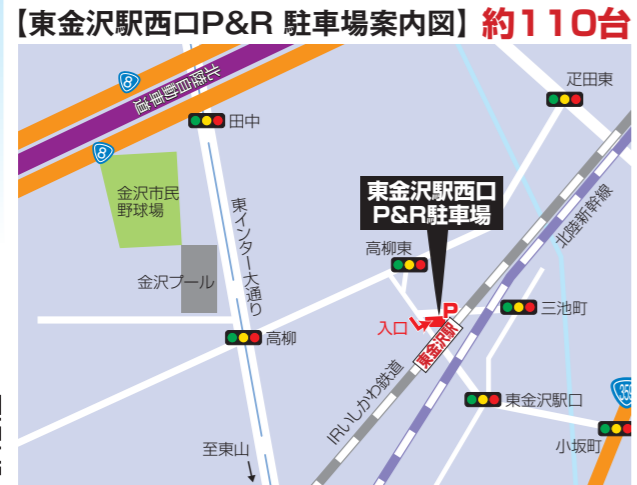 【東金沢駅西口P&R 駐車場案内図】 約110台
8
北陸自動車道
田中
疋田東
8
金沢市民
野球場
東インター大通り
東金沢駅西口
P&R駐車場
北陸新幹線
高柳東
金沢プール
P
入口
三池町
高柳
東金沢駅
IRいしかわ鉄道
359
東金沢駅口
至東山
小坂町